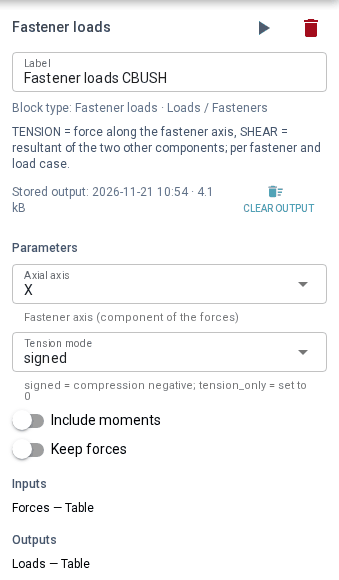 Fastener loads
Label
Fastener loads CBUSH
Block type: Fastener loads · Loads / Fasteners
TENSION = force along the fastener axis, SHEAR =
resultant of the two other components; per fastener and
load case.
Stored output: 2026-11-21 10:54 · 4.1
kB
CLEAR OUTPUT
Parameters
Axial axis
X
Fastener axis (component of the forces)
Tension mode
signed
signed = compression negative; tension_only = set to
0
Include moments
Keep forces
Inputs
Forces — Table
Outputs
Loads — Table